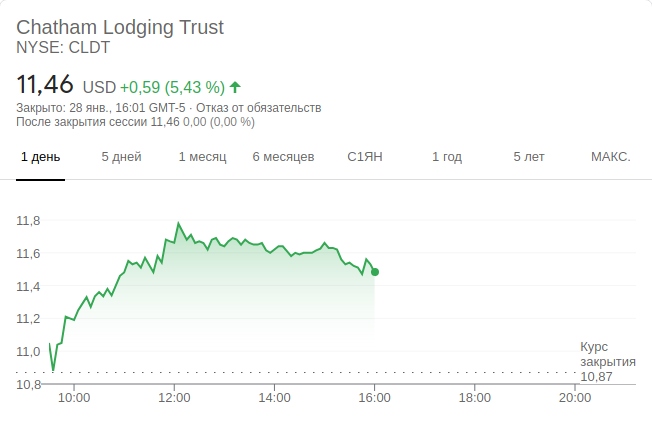 Chatham Lodging Trust
NYSE: CLDT
11,46 USD +0,59 (5,43 %)
Закрыто: 28 янв., 16:01 GMT-5 · Отказ от обязательств
После закрытия сессии 11,46 0,00 (0,00 %)
1 день 5 дней 1 месяц 6 месяцев С1ЯН 1 год 5 лет МАКС.
11,8
11,6
11,4
11,2
11,0
10,8
Курс
закрытия
10,87
10:00 12:00 14:00 16:00 18:00 20:00